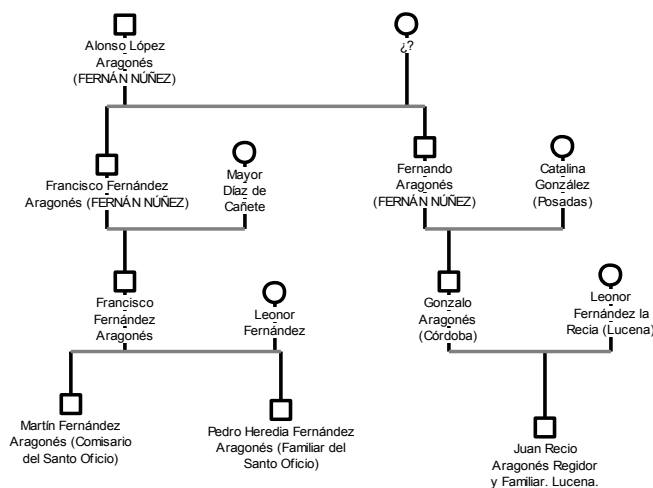 Alonso López
Aragonés
(FERNÁN NÚÑEZ)
¿?
Francisco Fernández
Aragonés (FERNÁN NÚÑEZ)
Mayor
Díaz de
Cañete
Fernando
Aragonés
(FERNÁN NÚÑEZ)
Catalina
González
(Posadas)
Francisco
Fernández
Aragonés
Leonor
Fernández
Gonzalo
Aragonés
(Córdoba)
Leonor
Fernández la
Recia (Lucena)
Martín Fernández
Aragonés (Comisario
del Santo Oficio)
Pedro Heredia Fernández
Aragonés (Familiar del
Santo Oficio)
Juan Recio
Aragonés Regidor
y Familiar. Lucena.